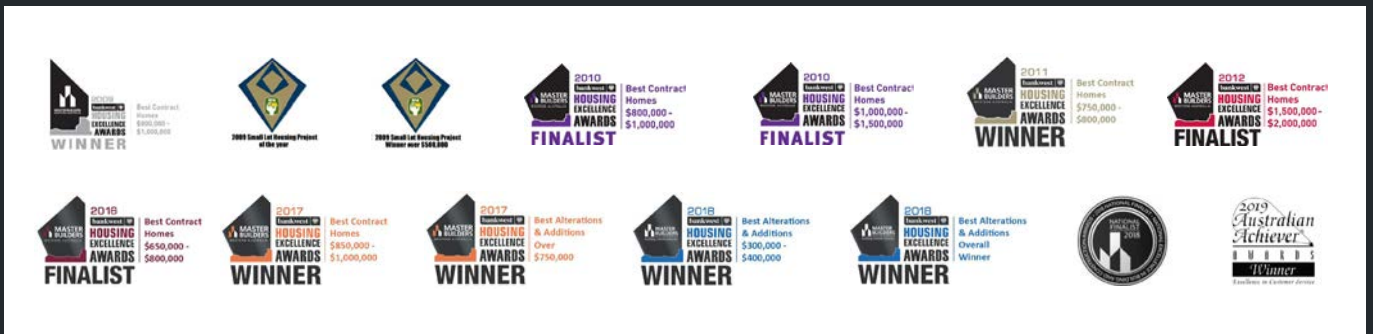 2009
bankwest
HOUSING
EXCELLENCE
AWARDS
WINNER
Best Contract
Homes
$800,000 -
$1,000,000
2009 Small Lot Housing Project
of the year
2009 Small Lot Housing Project
Winner over $500,000
MASTER
BUILDERS
2010
bankwest
HOUSING
EXCELLENCE
AWARDS
FINALIST
Best Contract
Homes
$800,000 -
$1,000,000
MASTER
BUILDERS
2010
bankwest
HOUSING
EXCELLENCE
AWARDS
FINALIST
Best Contract
Homes
$1,000,000 -
$1,500,000
MASTER
BUILDERS
2011
bankwest
HOUSING
EXCELLENCE
AWARDS
WINNER
Best Contract
Homes
$750,000 -
$800,000
MASTER
BUILDERS
2012
bankwest
HOUSING
EXCELLENCE
AWARDS
FINALIST
Best Contract
Homes
$1,500,000 -
$2,000,000
MASTER
BUILDERS
2016
bankwest
HOUSING
EXCELLENCE
AWARDS
FINALIST
Best Contract
Homes
$650,000 -
$800,000
MASTER
BUILDERS
2017
bankwest
HOUSING
EXCELLENCE
AWARDS
WINNER
Best Contract
Homes
$850,000 -
$1,000,000
MASTER
BUILDERS
2017
bankwest
HOUSING
EXCELLENCE
AWARDS
WINNER
Best Alterations
& Additions
Over
$750,000
MASTER
BUILDERS
2018
bankwest
HOUSING
EXCELLENCE
AWARDS
WINNER
Best Alterations
& Additions
$300,000 -
$400,000
MASTER
BUILDERS
2018
bankwest
HOUSING
EXCELLENCE
AWARDS
WINNER
Best Alterations
& Additions
Overall
Winner
NATIONAL
FINALIST
2018
2019
Australian
Achiever
AWARDS
Winner
Excellence in Customer Service